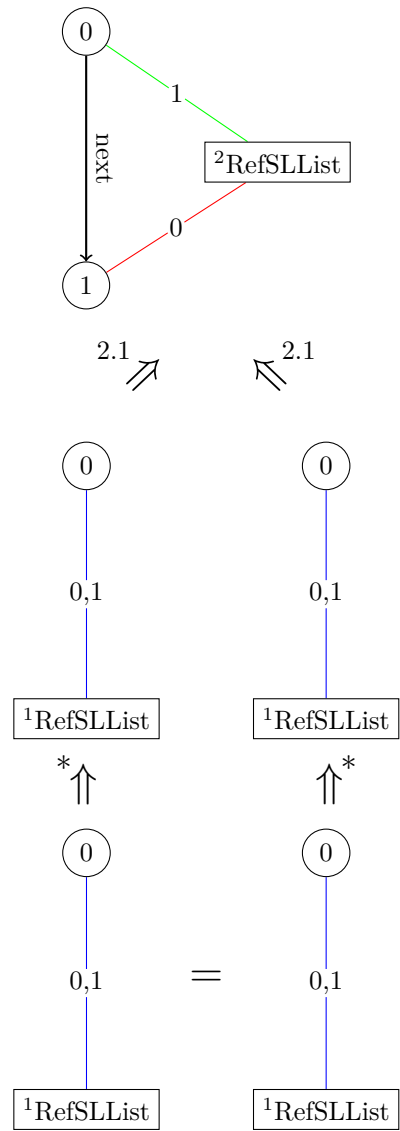 0
1
next
²RefSLList
0
1
2.1 2.1
0 0
0,1 0,1
¹RefSLList ¹RefSLList
* *
0 0
0,1 = 0,1
¹RefSLList ¹RefSLList